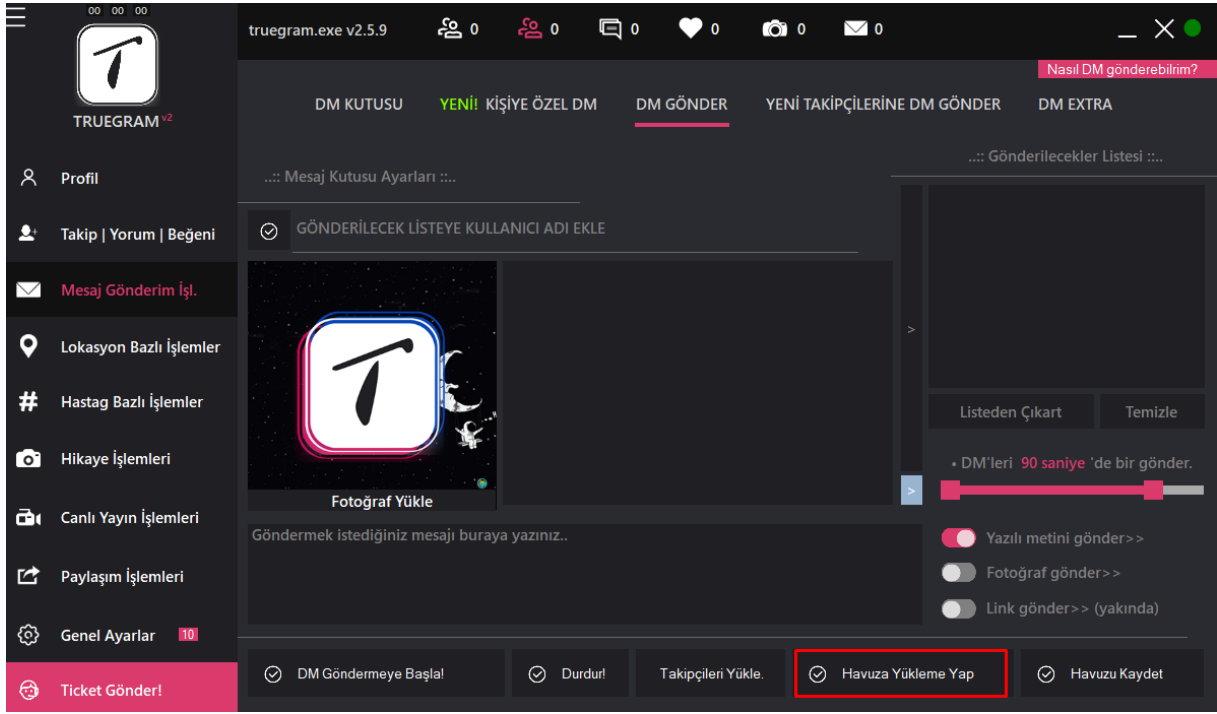 00 00 00
truegram.exe v2.5.9
0
0
0
0
0
0
T
TRUEGRAM v2
Nasıl DM gönderebilrim?
DM KUTUSU
YENİ! KİŞİYE ÖZEL DM
DM GÖNDER
YENİ TAKİPÇİLERİNE DM GÖNDER
DM EXTRA
Profil
Takip | Yorum | Beğeni
Mesaj Gönderim İşl.
Lokasyon Bazlı İşlemler
Hastag Bazlı İşlemler
Hikaye İşlemleri
Canlı Yayın İşlemleri
Paylaşım İşlemleri
Genel Ayarlar 10
Ticket Gönder!
..:: Mesaj Kutusu Ayarları ::..
GÖNDERİLECEK LİSTEYE KULLANICI ADI EKLE
T
Fotoğraf Yükle
>
>
Göndermek istediğiniz mesajı buraya yazınız..
..:: Gönderilecekler Listesi ::..
Listeden Çıkart
Temizle
• DM'leri 90 saniye 'de bir gönder.
Yazılı metini gönder>>
Fotoğraf gönder>>
Link gönder>> (yakında)
DM Göndermeye Başla!
Durdur!
Takipçileri Yükle.
Havuza Yükleme Yap
Havuzu Kaydet